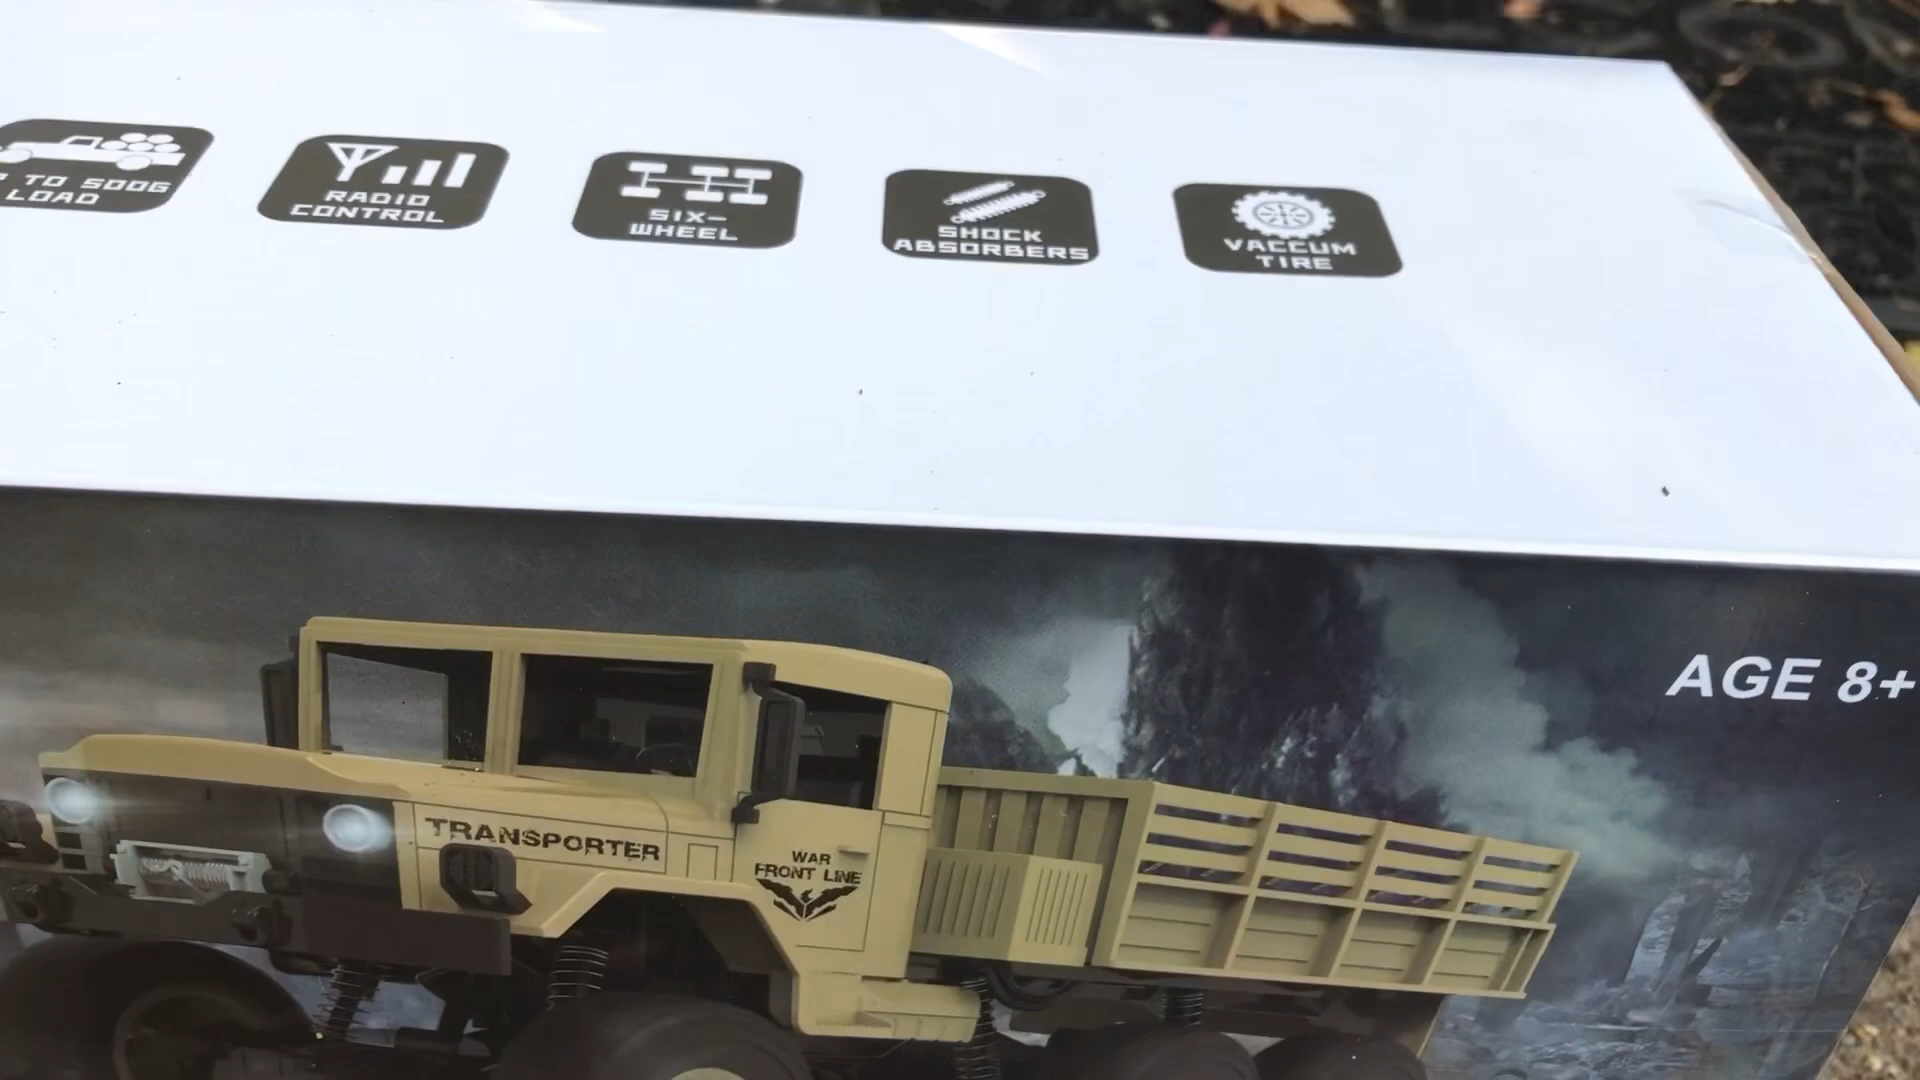 TO 500G
LOAD
RADIO
CONTROL
SIX-
WHEEL
SHOCK
ABSORBERS
VACCUM
TIRE
AGE 8+
TRANSPORTER
WAR
FRONT LINE